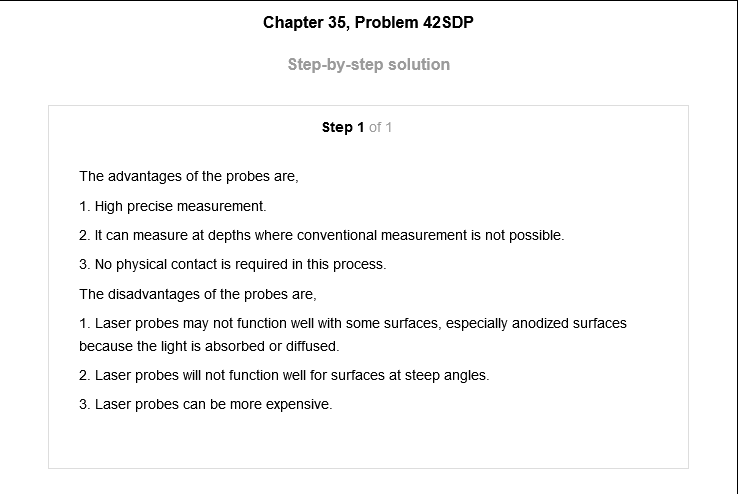 Chapter 35, Problem 42SDP
Step-by-step solution
Step 1 of 1
The advantages of the probes are,
1. High precise measurement.
2. It can measure at depths where conventional measurement is not possible.
3. No physical contact is required in this process.
The disadvantages of the probes are,
1. Laser probes may not function well with some surfaces, especially anodized surfaces
because the light is absorbed or diffused.
2. Laser probes will not function well for surfaces at steep angles.
3. Laser probes can be more expensive.